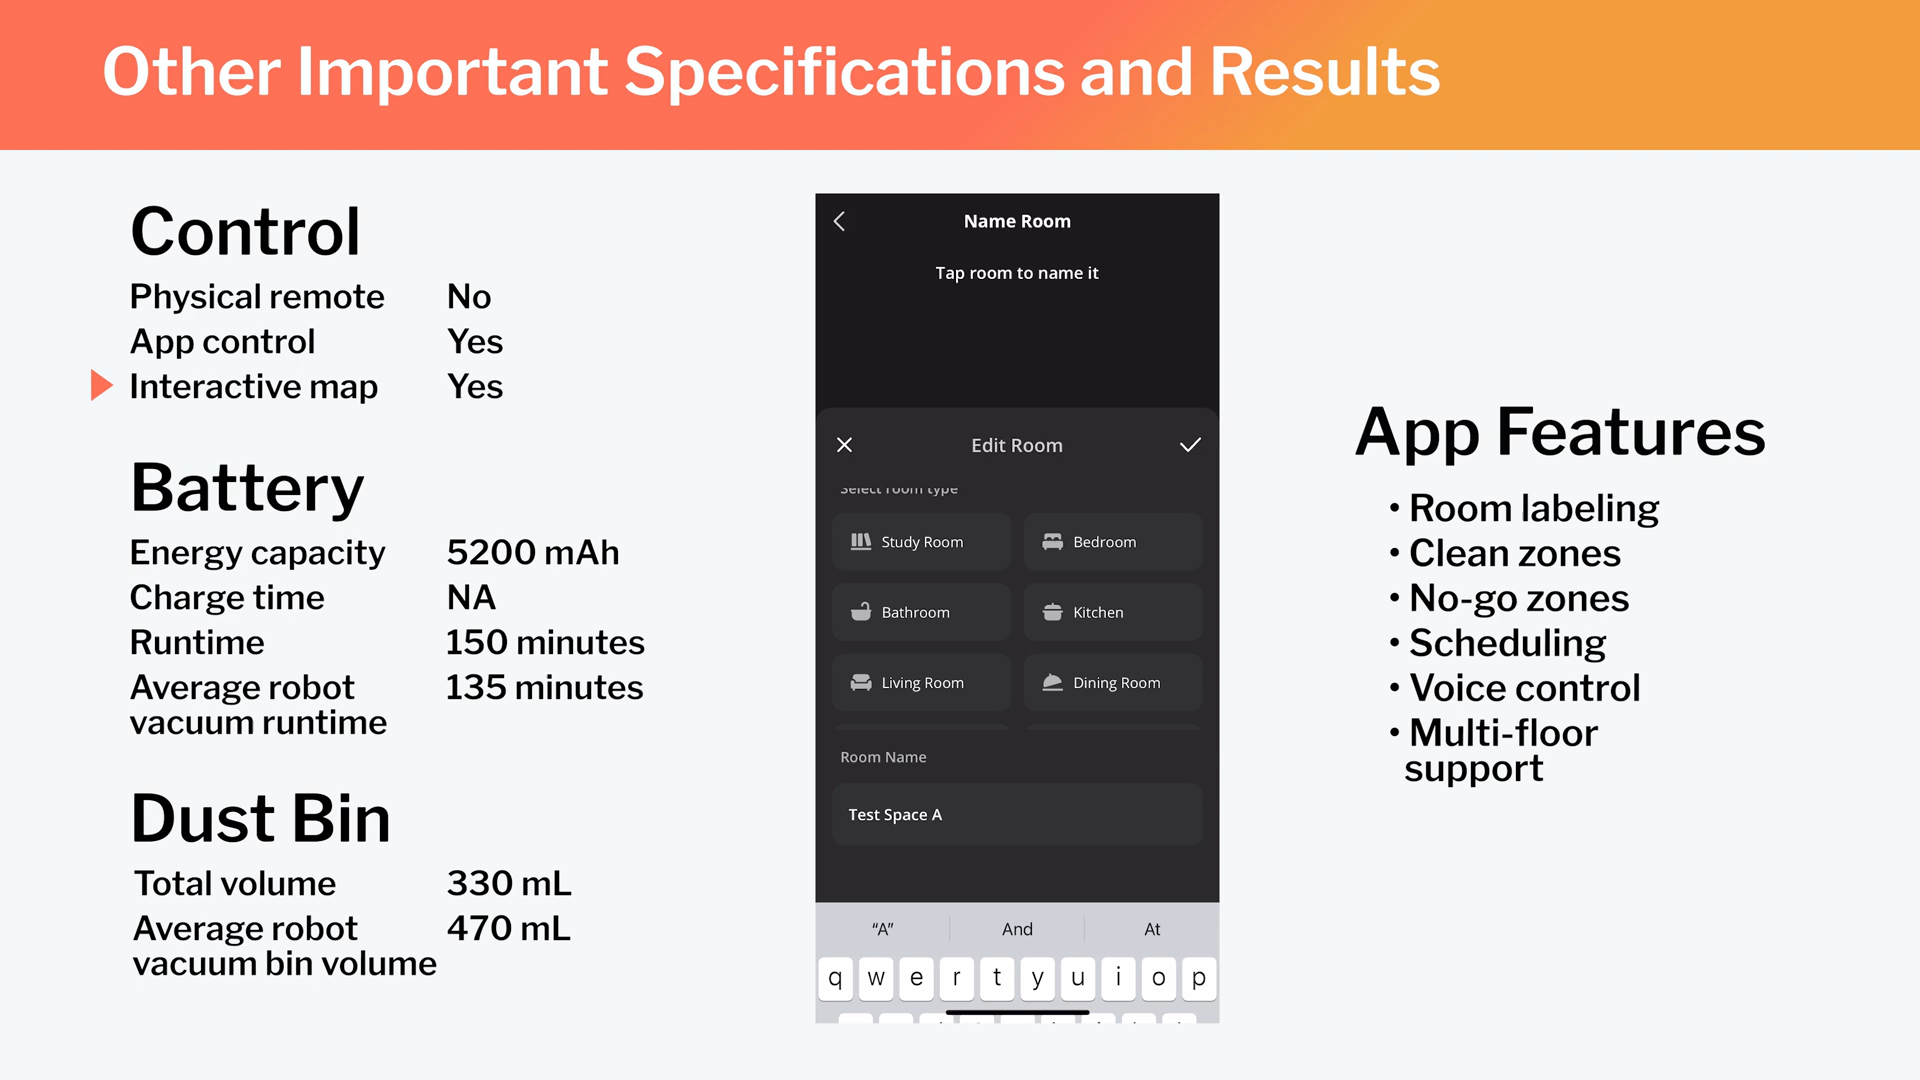 Other Important Specifications and Results
Control
Physical remote No
App control Yes
Interactive map Yes
Battery
Energy capacity 5200 mAh
Charge time NA
Runtime 150 minutes
Average robot 135 minutes
vacuum runtime
Dust Bin
Total volume 330 mL
Average robot 470 mL
vacuum bin volume
Name Room
Tap room to name it
Edit Room
Select room type
Study Room Bedroom
Bathroom Kitchen
Living Room Dining Room
Room Name
Test Space A
“A” And At
q w e r t y u i o p
App Features
• Room labeling
• Clean zones
• No-go zones
• Scheduling
• Voice control
• Multi-floor
support